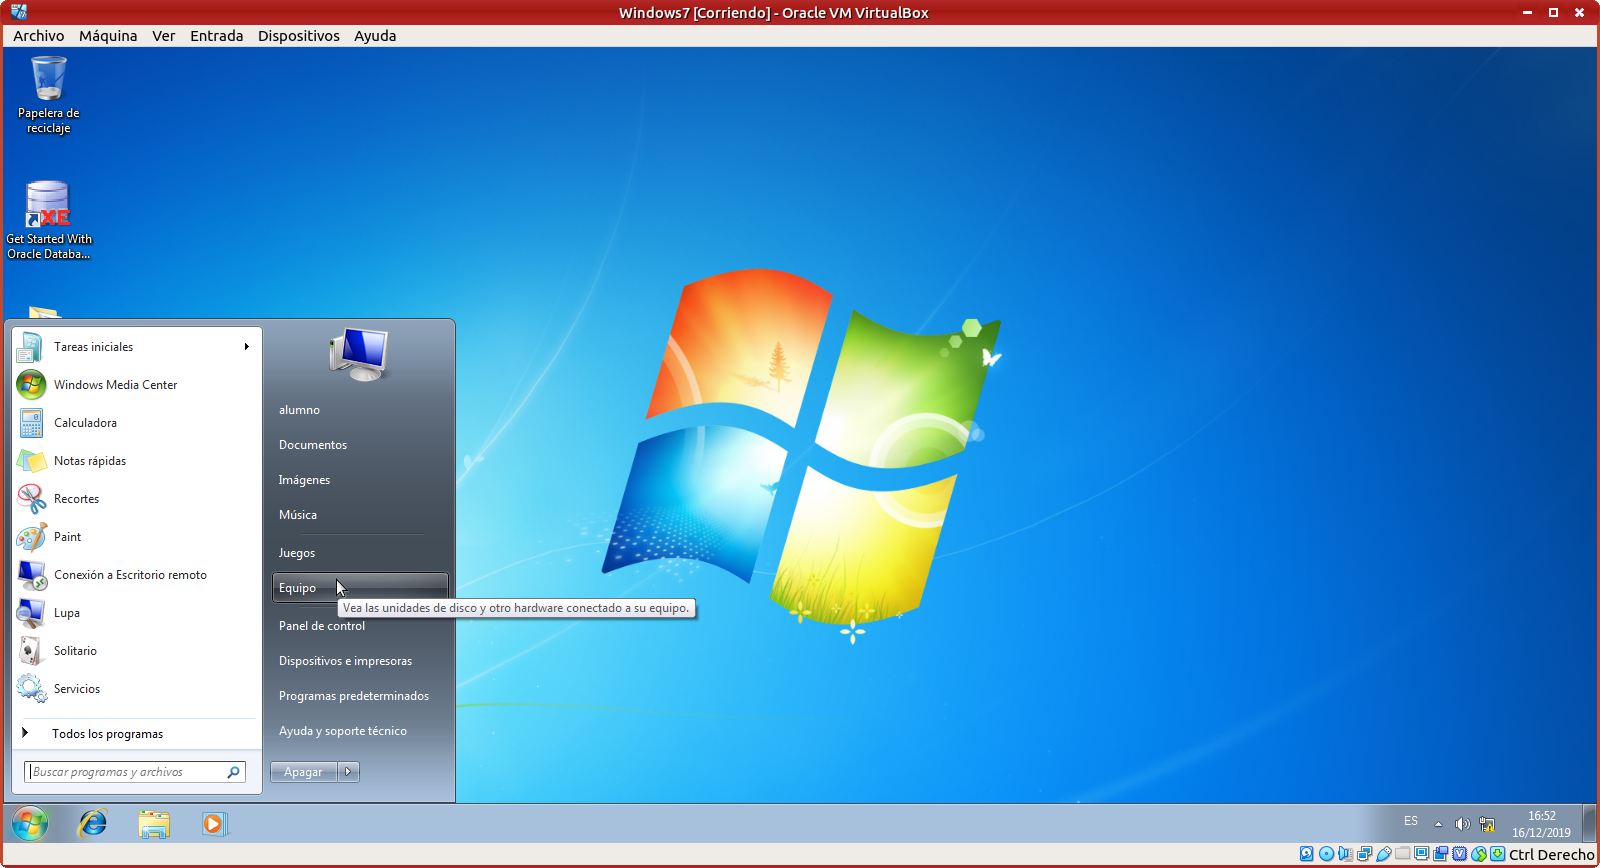 Windows7 [Corriendo] - Oracle VM VirtualBox
Archivo Máquina Ver Entrada Dispositivos Ayuda
Papelera de
reciclaje
XE
Get Started With
Oracle Databa...
Tareas iniciales
Windows Media Center
Calculadora
Notas rápidas
Recortes
Paint
Conexión a Escritorio remoto
Lupa
Solitario
Servicios
Todos los programas
Buscar programas y archivos
alumno
Documentos
Imágenes
Música
Juegos
Equipo
Vea las unidades de disco y otro hardware conectado a su equipo.
Panel de control
Dispositivos e impresoras
Programas predeterminados
Ayuda y soporte técnico
Apagar
ES
16:52
16/12/2019
Ctrl Derecho